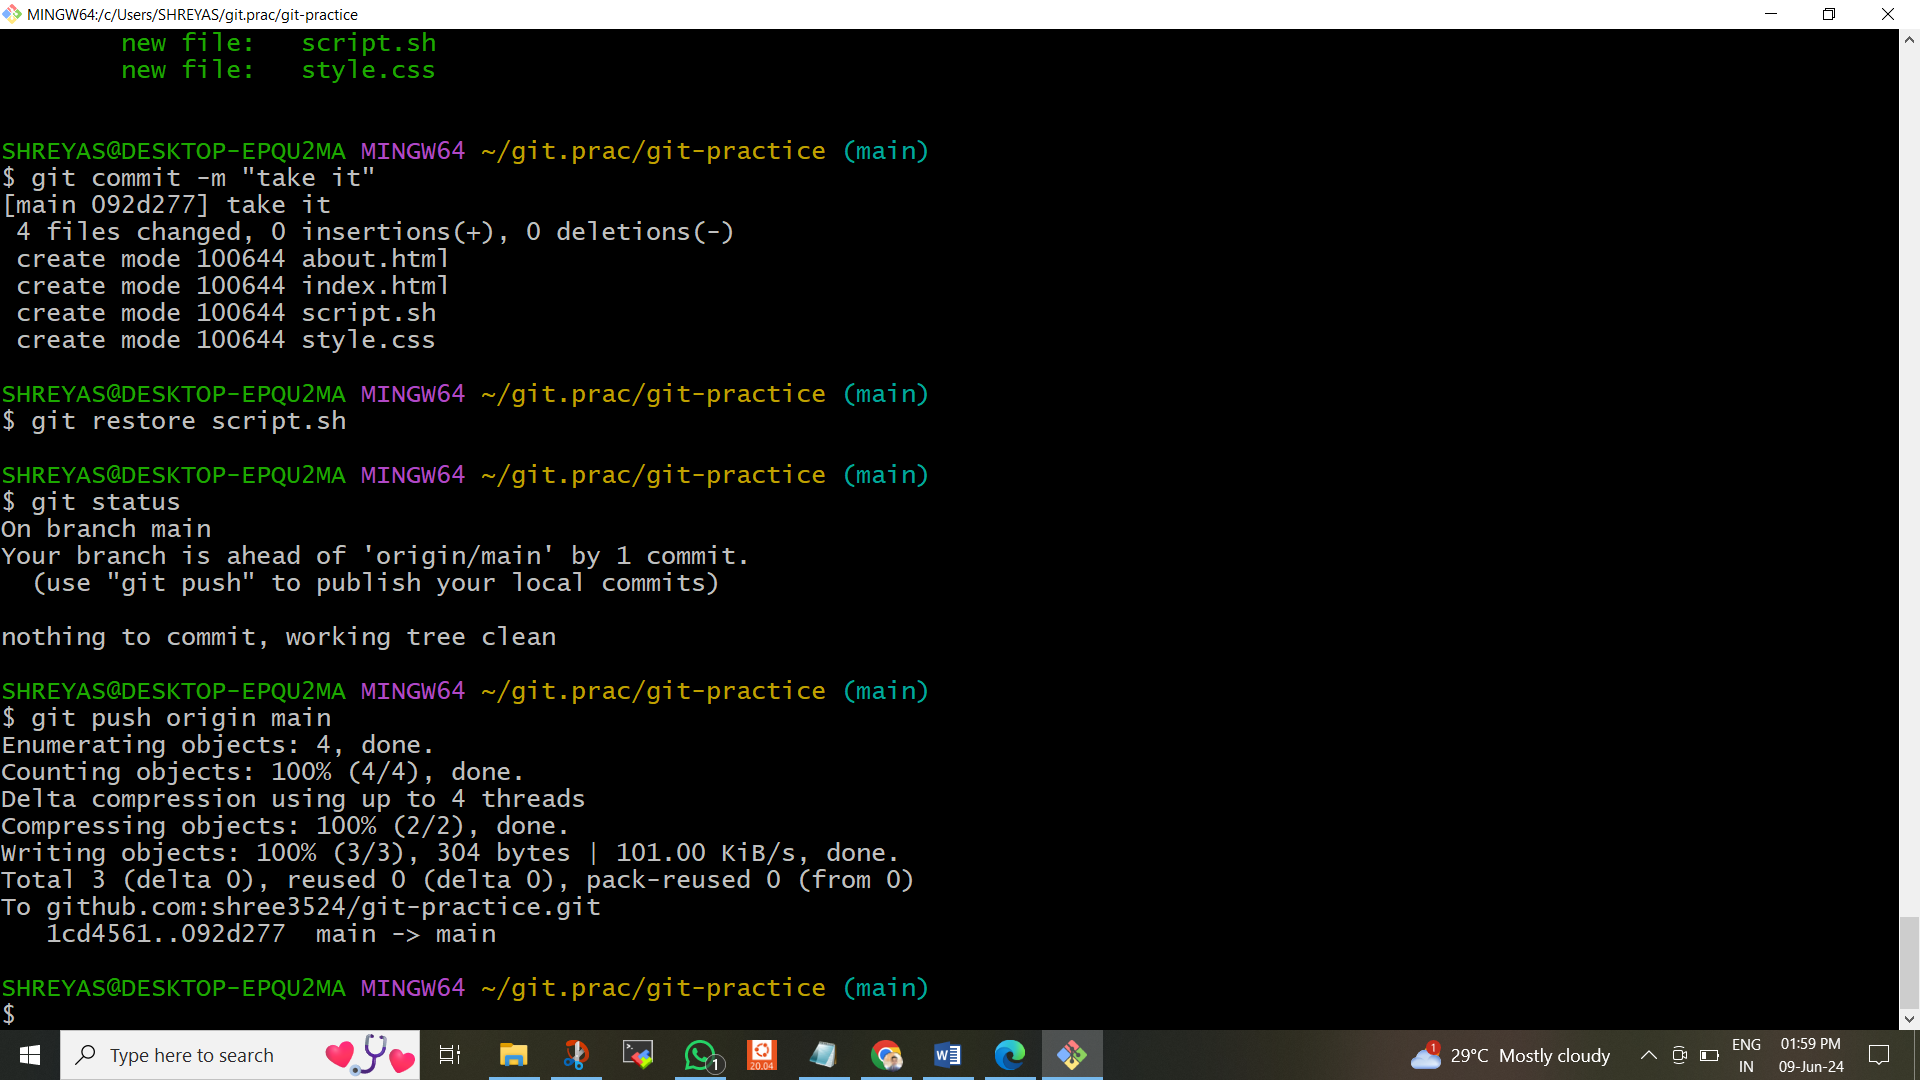 MINGW64:/c/Users/SHREYAS/git.prac/git-practice
new file:   script.sh
new file:   style.css
SHREYAS@DESKTOP-EPQU2MA MINGW64 ~/git.prac/git-practice (main)
$ git commit -m "take it"
[main 092d277] take it
 4 files changed, 0 insertions(+), 0 deletions(-)
 create mode 100644 about.html
 create mode 100644 index.html
 create mode 100644 script.sh
 create mode 100644 style.css
SHREYAS@DESKTOP-EPQU2MA MINGW64 ~/git.prac/git-practice (main)
$ git restore script.sh
SHREYAS@DESKTOP-EPQU2MA MINGW64 ~/git.prac/git-practice (main)
$ git status
On branch main
Your branch is ahead of 'origin/main' by 1 commit.
  (use "git push" to publish your local commits)
nothing to commit, working tree clean
SHREYAS@DESKTOP-EPQU2MA MINGW64 ~/git.prac/git-practice (main)
$ git push origin main
Enumerating objects: 4, done.
Counting objects: 100% (4/4), done.
Delta compression using up to 4 threads
Compressing objects: 100% (2/2), done.
Writing objects: 100% (3/3), 304 bytes | 101.00 KiB/s, done.
Total 3 (delta 0), reused 0 (delta 0), pack-reused 0 (from 0)
To github.com:shree3524/git-practice.git
   1cd4561..092d277  main -> main
SHREYAS@DESKTOP-EPQU2MA MINGW64 ~/git.prac/git-practice (main)
$
Type here to search
1
20.04
W
1
29°C Mostly cloudy
ENG
IN
01:59 PM
09-Jun-24